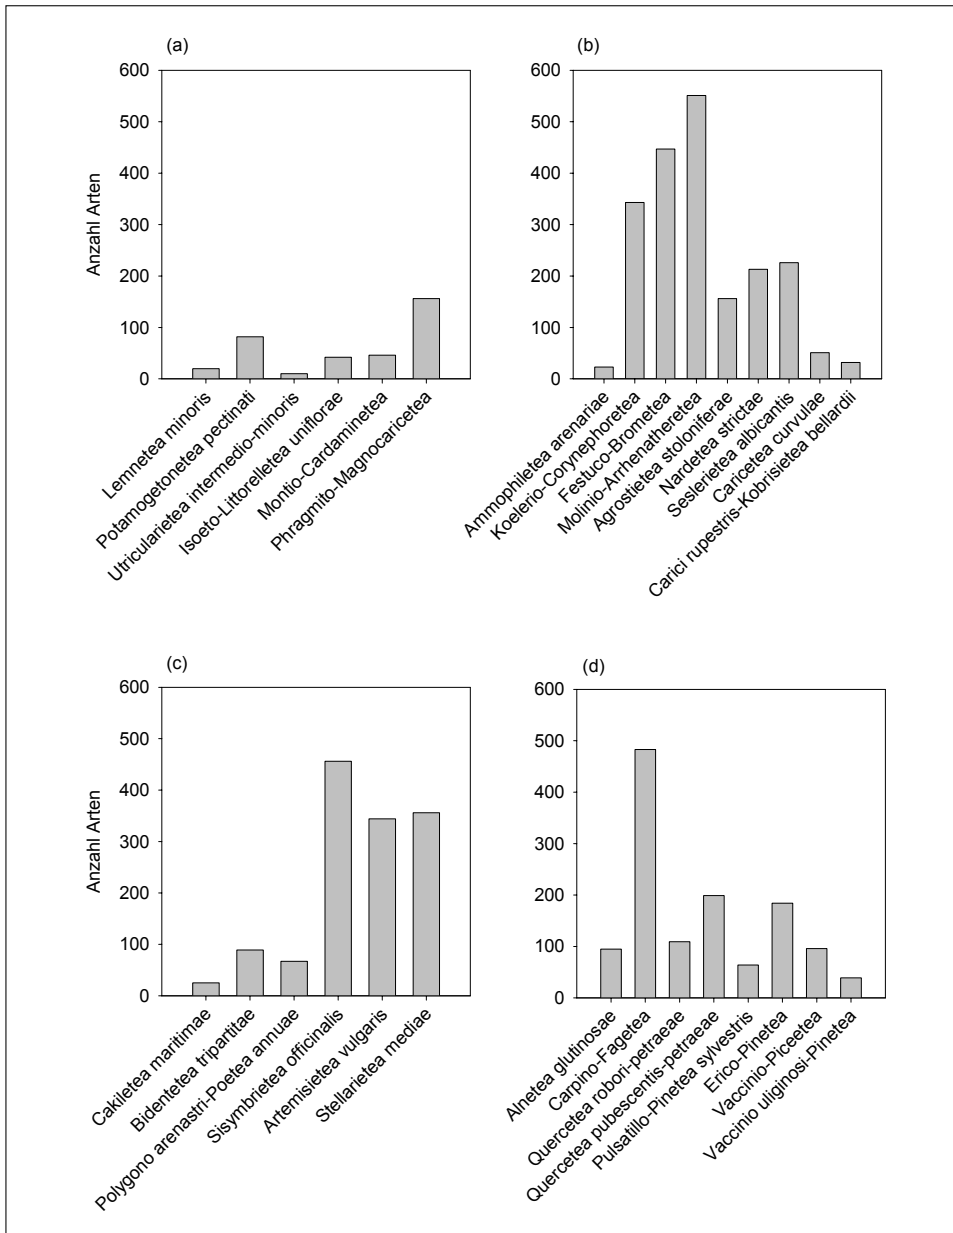 (a)
600
500
400
300
200
100
0
Anzahl Arten
Lemnetea minoris
Potamogetonetea pectinati
Utricularietea intermedio-minoris
Isoeto-Littorelletea uniflorae
Montio-Cardaminetea
Phragmito-Magnocaricetea
(b)
600
500
400
300
200
100
0
Ammophiletea arenariae
Koelerio-Corynephoretea
Festuco-Brometea
Molinio-Arrhenatheretea
Agrostietea stoloniferae
Nardetea strictae
Seslerietea albicantis
Caricetea curvulae
Carici rupestris-Kobrisietea bellardii
(c)
600
500
400
300
200
100
0
Anzahl Arten
Cakiletea maritimae
Bidentetea tripartitae
Polygono arenastri-Poetea annuae
Sisymbrietea officinalis
Artemisietea vulgaris
Stellarietea mediae
(d)
600
500
400
300
200
100
0
Alnetea glutinosae
Carpino-Fagetea
Quercetea robori-petraeae
Quercetea pubescentis-petraeae
Pulsatillo-Pinetea sylvestris
Erico-Pinetea
Vaccinio-Piceetea
Vaccinio uliginosi-Pinetea